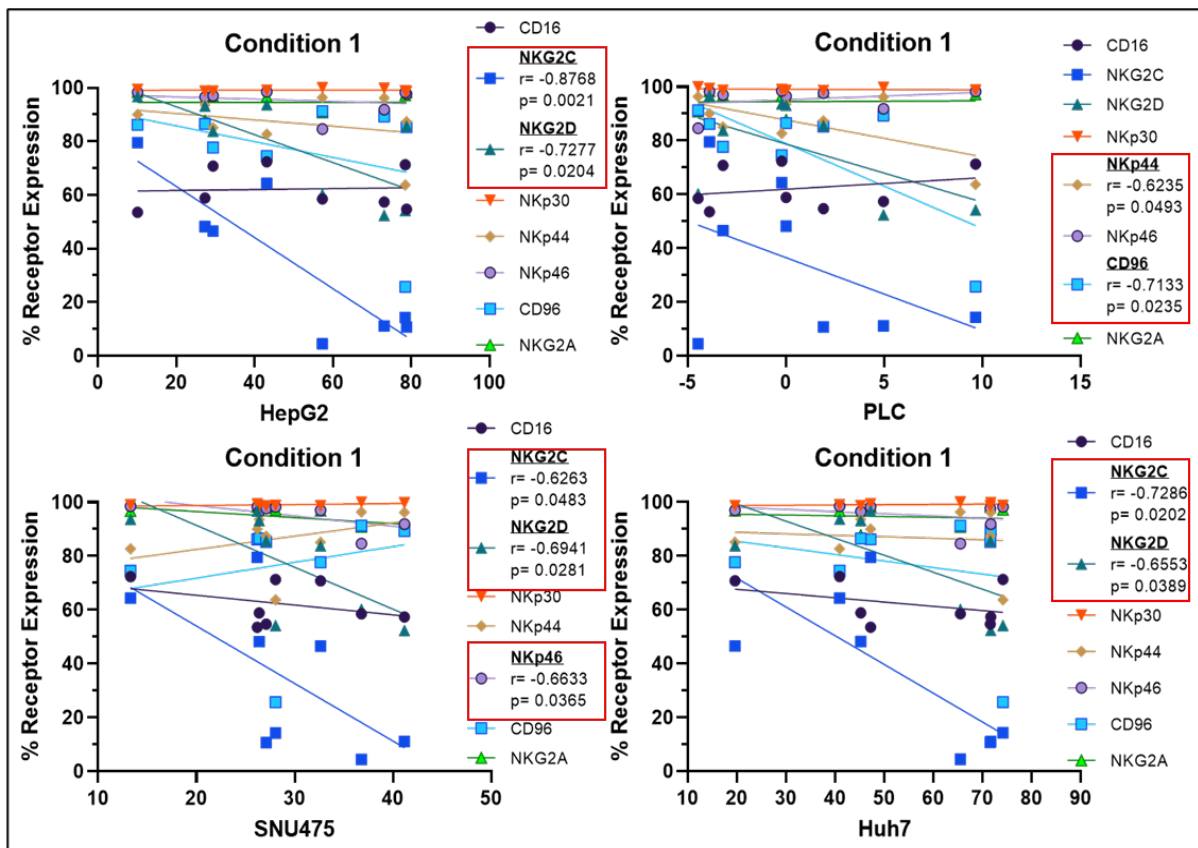 Condition 1
% Receptor Expression
100
80
60
40
20
0
0
20
40
60
80
100
HepG2
CD16
NKG2C
r= -0.8768
p= 0.0021
NKG2D
r= -0.7277
p= 0.0204
NKp30
NKp44
NKp46
CD96
NKG2A
Condition 1
% Receptor Expression
100
80
60
40
20
0
-5
0
5
10
15
PLC
CD16
NKG2C
NKG2D
NKp30
NKp44
r= -0.6235
p= 0.0493
NKp46
CD96
r= -0.7133
p= 0.0235
NKG2A
Condition 1
% Receptor Expression
100
80
60
40
20
0
10
20
30
40
50
SNU475
CD16
NKG2C
r= -0.6263
p= 0.0483
NKG2D
r= -0.6941
p= 0.0281
NKp30
NKp44
NKp46
r= -0.6633
p= 0.0365
CD96
NKG2A
Condition 1
% Receptor Expression
100
80
60
40
20
0
10
20
30
40
50
60
70
80
90
Huh7
CD16
NKG2C
r= -0.7286
p= 0.0202
NKG2D
r= -0.6553
p= 0.0389
NKp30
NKp44
NKp46
CD96
NKG2A